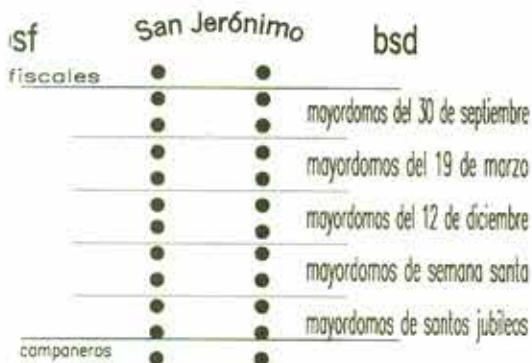 San Jerónimo
sf bsd
fiscales
mayordomos del 30 de septiembre
mayordomos del 19 de marzo
mayordomos del 12 de diciembre
mayordomos de semana santa
mayordomos de santos jubileos
campaneros